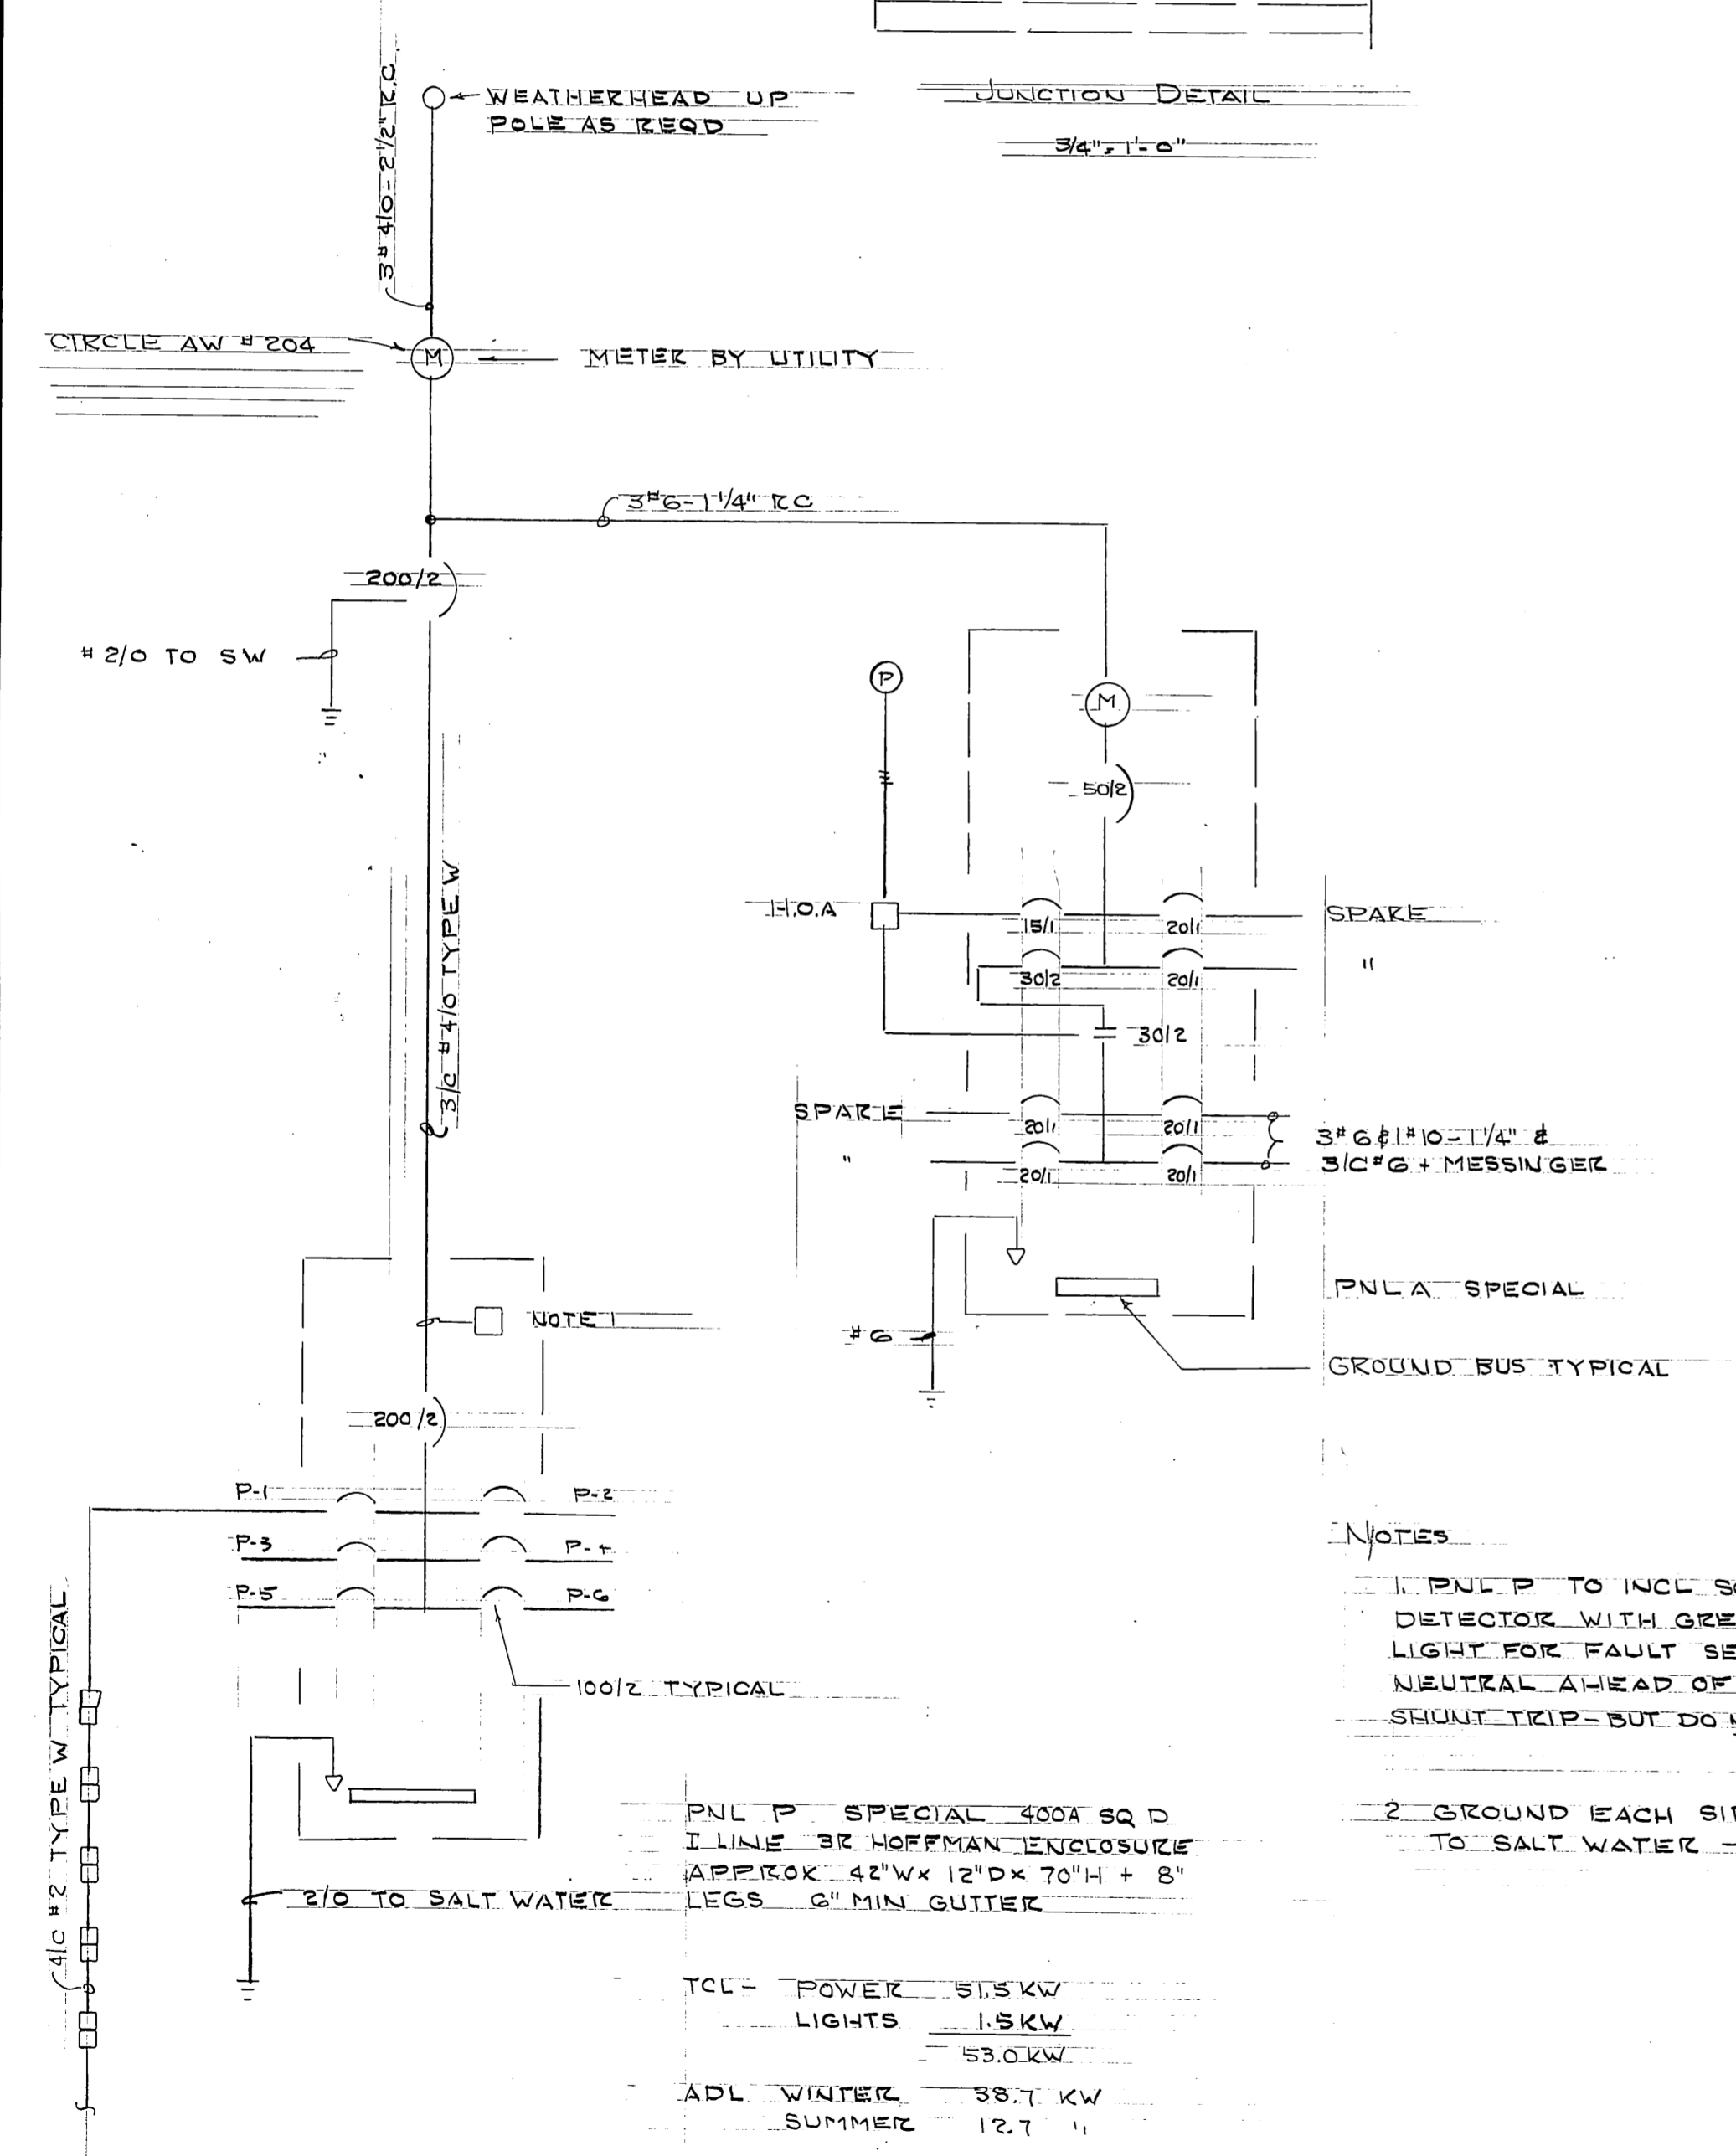 JUNCTION DETAIL
3/4" = 1'-0"
WEATHERHEAD UP
POLE AS REQD
3#4/0-2 1/2" R.C.
CIRCLE AW #204
M
METER BY UTILITY
3#6-1 1/4" RC
200/2
#2/0 TO SW
P
M
50/2
H.O.A
15/1
20/1
SPARE
30/2
20/1
"
30/2
3/C #4/0 TYPE W
SPARE
20/1
20/1
"
20/1
20/1
3#6 & 1#10-1 1/4" &
3/C#6 + MESSINGER
PNL A SPECIAL
#6
GROUND BUS TYPICAL
NOTE 1
200/2
P-1
P-2
P-3
P-4
P-5
P-6
100/2 TYPICAL
4/C #2 TYPE W TYPICAL
2/0 TO SALT WATER
PNL P SPECIAL 400A SQ D
I LINE 3R HOFFMAN ENCLOSURE
APPROX 42"W x 12"D x 70"H + 8"
LEGS 6" MIN GUTTER
TCL - POWER 51.5 KW
LIGHTS 1.5 KW
53.0 KW
ADL WINTER 38.7 KW
SUMMER 12.7 "
NOTES
1. PNL P TO INCL
DETECTOR WITH
LIGHT FOR FAULT
NEUTRAL AHEAD OF
SHUNT TRIP - BUT DO
2 GROUND EACH
TO SALT WATER -